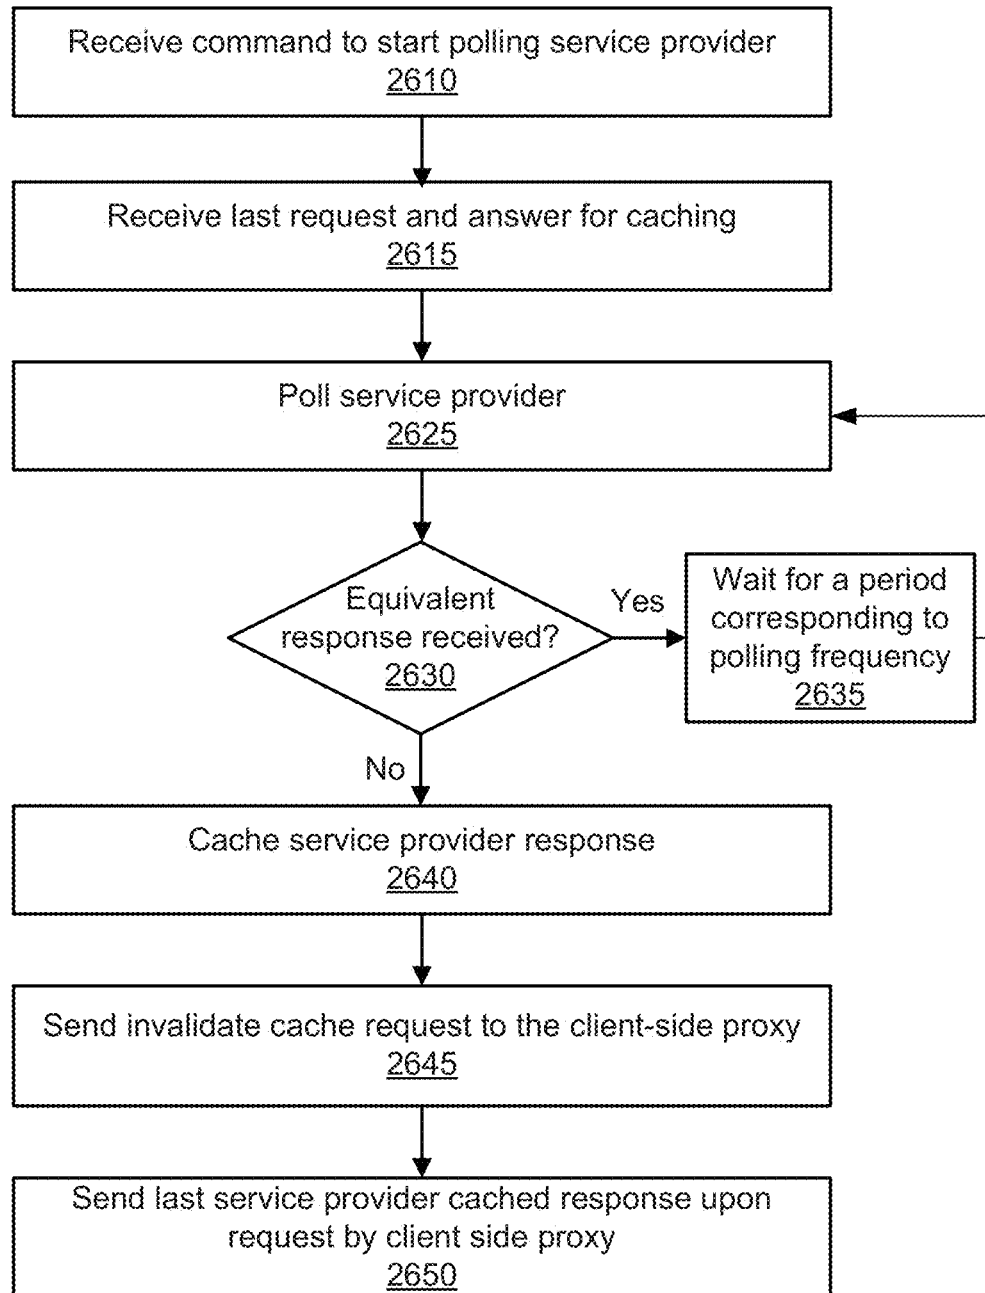 Receive command to start polling service provider
2610
Receive last request and answer for caching
2615
Poll service provider
2625
Equivalent
response received?
2630
Yes
Wait for a period
corresponding to
polling frequency
2635
No
Cache service provider response
2640
Send invalidate cache request to the client-side proxy
2645
Send last service provider cached response upon
request by client side proxy
2650